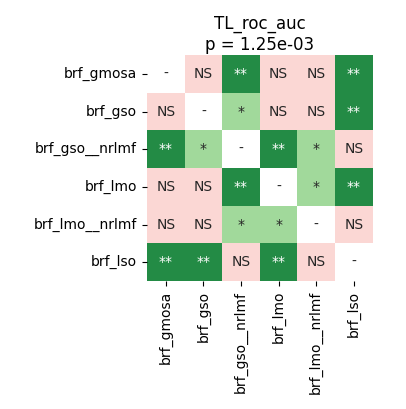 TL_roc_auc
p = 1.25e-03
brf_gmosa - NS ** NS NS **
brf_gso NS - * NS NS **
brf_gso__nrlmf ** * - ** * NS
brf_lmo NS NS ** - * **
brf_lmo__nrlmf NS NS * * - NS
brf_lso ** ** NS ** NS -
brf_gmosa
brf_gso
brf_gso__nrlmf
brf_lmo
brf_lmo__nrlmf
brf_lso